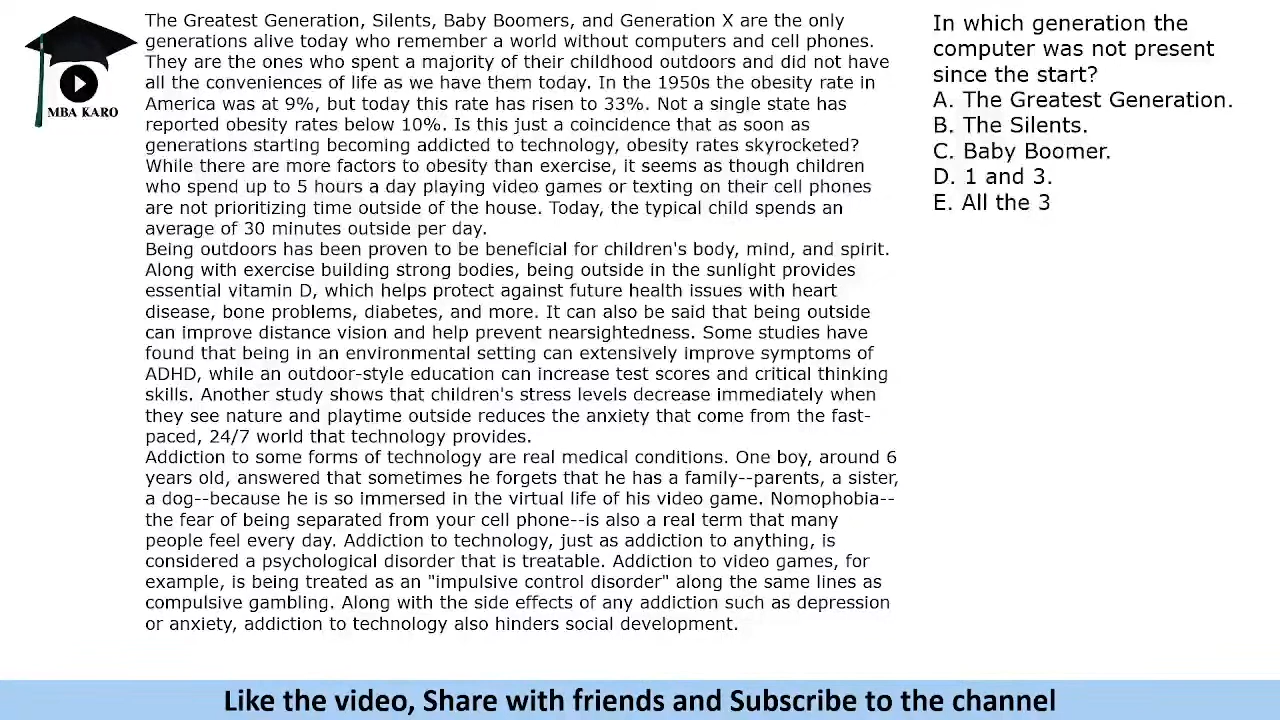 MBA KARO
The Greatest Generation, Silents, Baby Boomers, and Generation X are the only
generations alive today who remember a world without computers and cell phones.
They are the ones who spent a majority of their childhood outdoors and did not have
all the conveniences of life as we have them today. In the 1950s the obesity rate in
America was at 9%, but today this rate has risen to 33%. Not a single state has
reported obesity rates below 10%. Is this just a coincidence that as soon as
generations starting becoming addicted to technology, obesity rates skyrocketed?
While there are more factors to obesity than exercise, it seems as though children
who spend up to 5 hours a day playing video games or texting on their cell phones
are not prioritizing time outside of the house. Today, the typical child spends an
average of 30 minutes outside per day.
Being outdoors has been proven to be beneficial for children's body, mind, and spirit.
Along with exercise building strong bodies, being outside in the sunlight provides
essential vitamin D, which helps protect against future health issues with heart
disease, bone problems, diabetes, and more. It can also be said that being outside
can improve distance vision and help prevent nearsightedness. Some studies have
found that being in an environmental setting can extensively improve symptoms of
ADHD, while an outdoor-style education can increase test scores and critical thinking
skills. Another study shows that children's stress levels decrease immediately when
they see nature and playtime outside reduces the anxiety that come from the fast-
paced, 24/7 world that technology provides.
Addiction to some forms of technology are real medical conditions. One boy, around 6
years old, answered that sometimes he forgets that he has a family--parents, a sister,
a dog--because he is so immersed in the virtual life of his video game. Nomophobia--
the fear of being separated from your cell phone--is also a real term that many
people feel every day. Addiction to technology, just as addiction to anything, is
considered a psychological disorder that is treatable. Addiction to video games, for
example, is being treated as an "impulsive control disorder" along the same lines as
compulsive gambling. Along with the side effects of any addiction such as depression
or anxiety, addiction to technology also hinders social development.
In which generation the
computer was not present
since the start?
A. The Greatest Generation.
B. The Silents.
C. Baby Boomer.
D. 1 and 3.
E. All the 3
Like the video, Share with friends and Subscribe to the channel